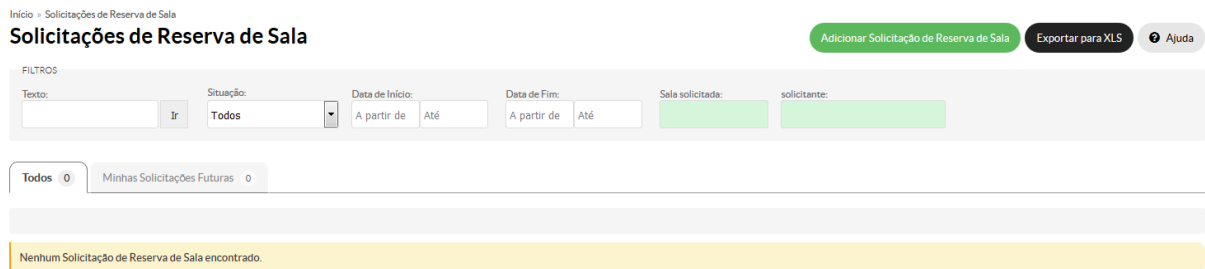 Início » Solicitações de Reserva de Sala
Solicitações de Reserva de Sala
Adicionar Solicitação de Reserva de Sala
Exportar para XLS
Ajuda
FILTROS
Texto:
Ir
Situação:
Todos
Data de Início:
A partir de
Até
Data de Fim:
A partir de
Até
Sala solicitada:
solicitante:
Todos 0
Minhas Solicitações Futuras 0
Nenhum Solicitação de Reserva de Sala encontrado.